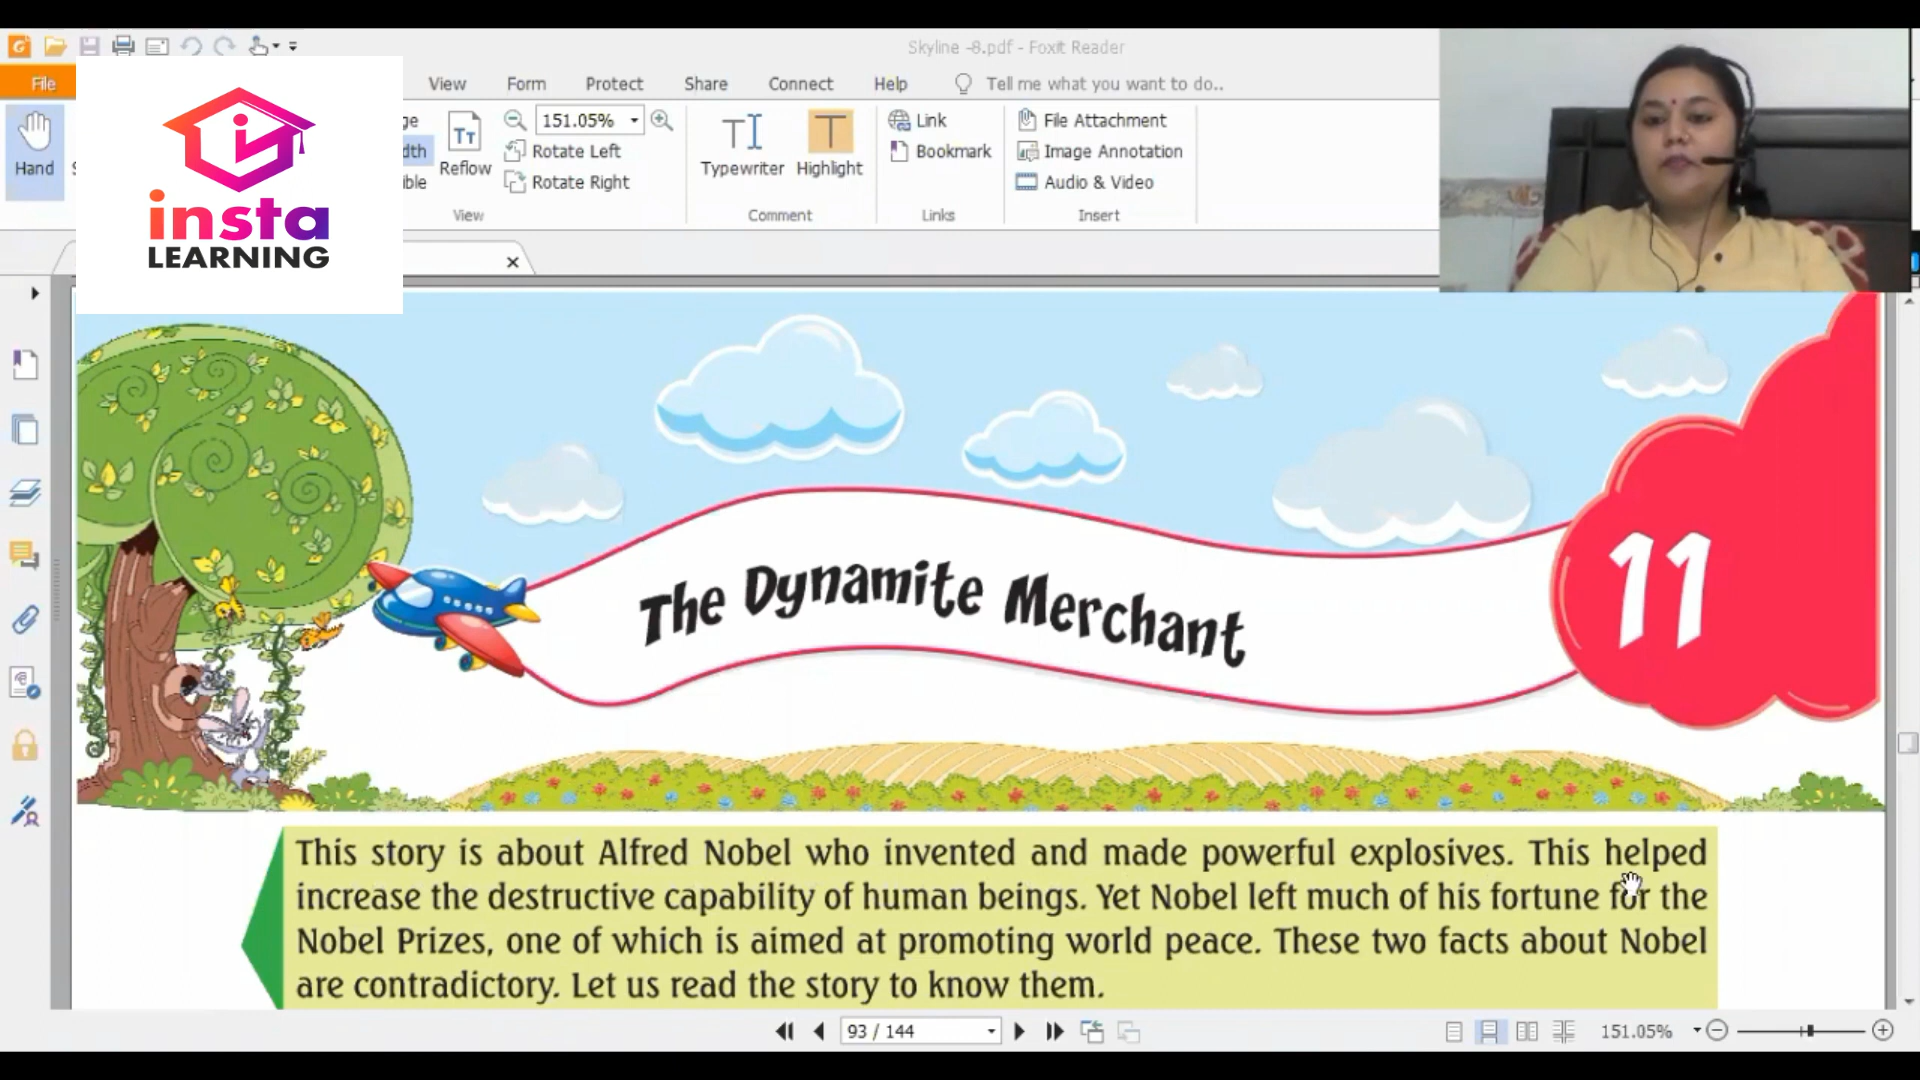 Skyline -8.pdf - Foxit Reader
File
View Form Protect Share Connect Help Tell me what you want to do..
insta
LEARNING
Hand
Reflow
151.05%
Rotate Left
Rotate Right
View
Typewriter Highlight
Comment
Link
Bookmark
Links
File Attachment
Image Annotation
Audio & Video
Insert
The Dynamite Merchant
11
This story is about Alfred Nobel who invented and made powerful explosives. This helped
increase the destructive capability of human beings. Yet Nobel left much of his fortune for the
Nobel Prizes, one of which is aimed at promoting world peace. These two facts about Nobel
are contradictory. Let us read the story to know them.
93 / 144
151.05%